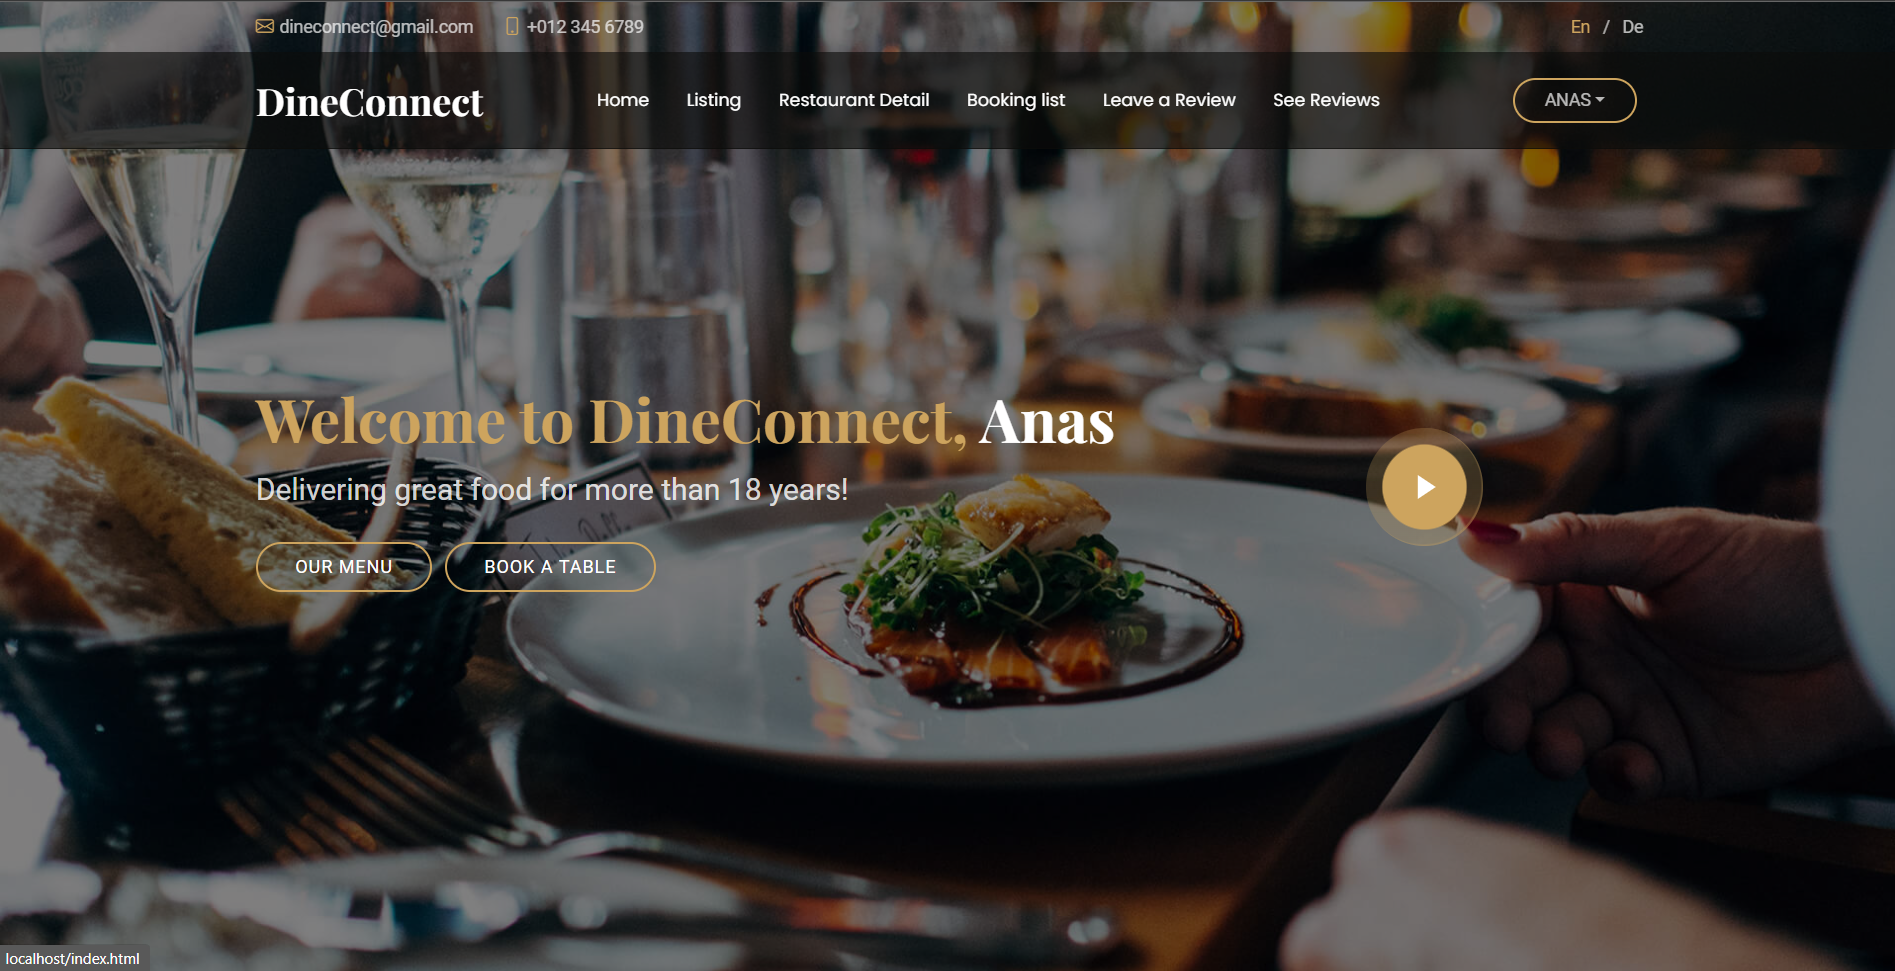 dineconnect@gmail.com +012 345 6789 En / De
DineConnect Home Listing Restaurant Detail Booking list Leave a Review See Reviews ANAS
Welcome to DineConnect, Anas
Delivering great food for more than 18 years!
OUR MENU BOOK A TABLE
localhost/index.html